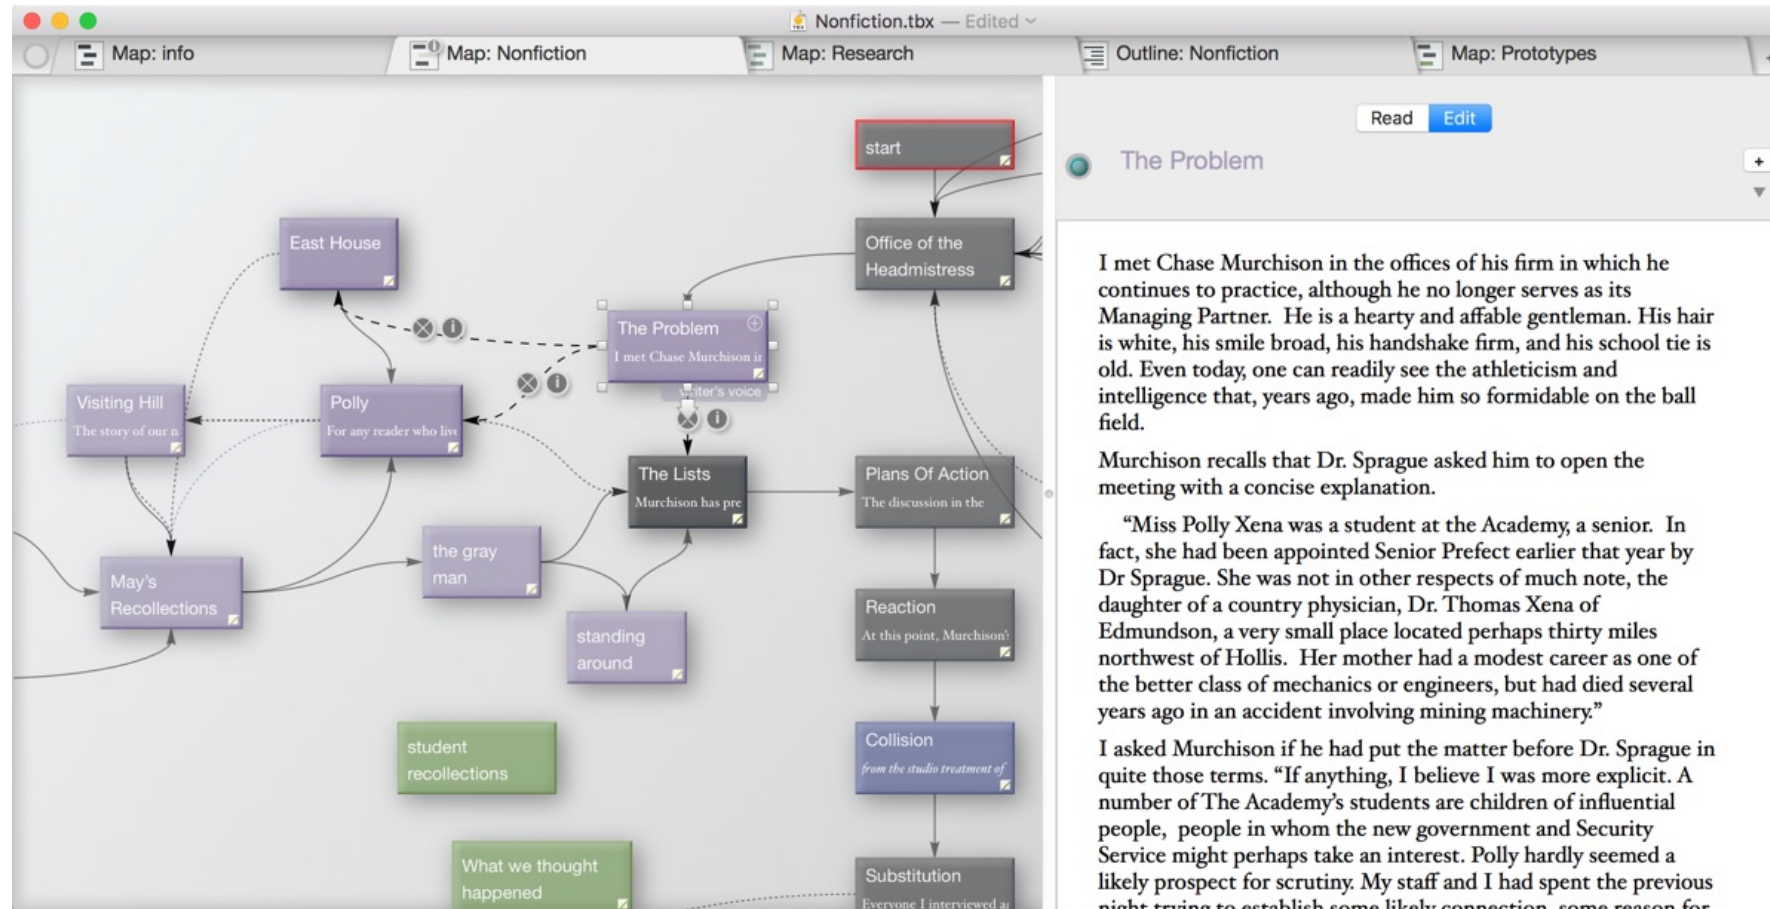 Nonfiction.tbx — Edited
Map: info
Map: Nonfiction
Map: Research
Outline: Nonfiction
Map: Prototypes
start
East House
Office of the
Headmistress
The Problem
I met Chase Murchison
Visiting Hill
The story of our
Polly
For any reader who
voice
The Lists
Murchison has
Plans Of Action
The discussion in the
the gray
man
May's
Recollections
Reaction
At this point, Murchison's
standing
around
student
recollections
Collision
from the studio treatment of
What we thought
happened
Substitution
Everyone I interviewed
Read
Edit
The Problem
I met Chase Murchison in the offices of his firm in which he
continues to practice, although he no longer serves as its
Managing Partner.  He is a hearty and affable gentleman. His hair
is white, his smile broad, his handshake firm, and his school tie is
old. Even today, one can readily see the athleticism and
intelligence that, years ago, made him so formidable on the ball
field.
Murchison recalls that Dr. Sprague asked him to open the
meeting with a concise explanation.
“Miss Polly Xena was a student at the Academy, a senior.  In
fact, she had been appointed Senior Prefect earlier that year by
Dr Sprague. She was not in other respects of much note, the
daughter of a country physician, Dr. Thomas Xena of
Edmundson, a very small place located perhaps thirty miles
northwest of Hollis.  Her mother had a modest career as one of
the better class of mechanics or engineers, but had died several
years ago in an accident involving mining machinery.”
I asked Murchison if he had put the matter before Dr. Sprague in
quite those terms. “If anything, I believe I was more explicit. A
number of The Academy’s students are children of influential
people,  people in whom the new government and Security
Service might perhaps take an interest. Polly hardly seemed a
likely prospect for scrutiny. My staff and I had spent the previous
night trying to establish some likely connection, some reason for